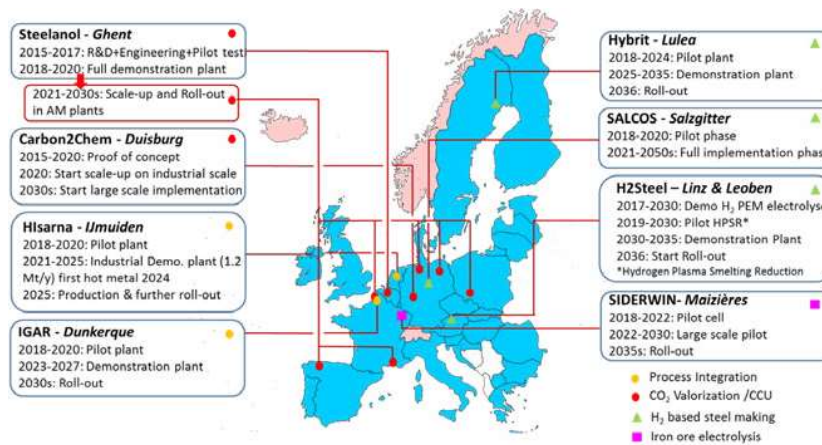 Steelanol - Ghent
2015-2017: R&D+Engineering+Pilot test
2018-2020: Full demonstration plant
2021-2030s: Scale-up and Roll-out
in AM plants
Carbon2Chem - Duisburg
2015-2020: Proof of concept
2020: Start scale-up on industrial scale
2030s: Start large scale implementation
HIsarna - IJmuiden
2018-2020: Pilot plant
2021-2025: Industrial Demo. plant (1.2
Mt/y) first hot metal 2024
2025: Production & further roll-out
IGAR - Dunkerque
2018-2020: Pilot plant
2023-2027: Demonstration plant
2030s: Roll-out
Hybrit - Lulea
2018-2024: Pilot plant
2025-2035: Demonstration plant
2036: Roll-out
SALCOS - Salzgitter
2018-2020: Pilot phase
2021-2050s: Full implementation phas
H2Steel – Linz & Leoben
2017-2030: Demo H₂ PEM electrolyse
2019-2030: Pilot HPSR*
2030-2035: Demonstration Plant
2036: Start Roll-out
*Hydrogen Plasma Smelting Reduction
SIDERWIN- Maizières
2018-2022: Pilot cell
2022-2030: Large scale pilot
2035s: Roll-out
Process Integration
CO₂ Valorization /CCU
H₂ based steel making
Iron ore electrolysis